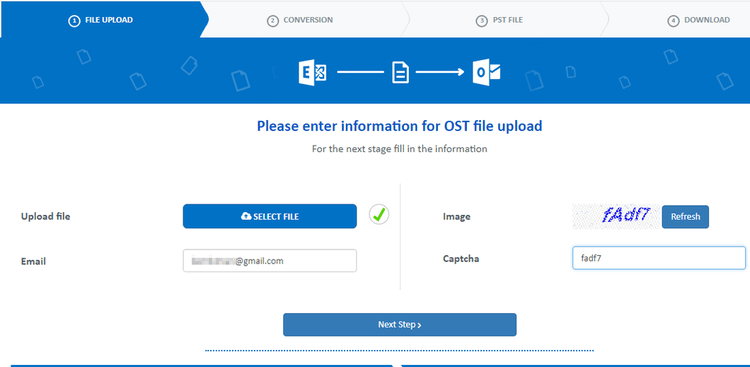 1 FILE UPLOAD
2 CONVERSION
3 PST FILE
4 DOWNLOAD
E
O
Please enter information for OST file upload
For the next stage fill in the information
Upload file
SELECT FILE
Email
@gmail.com
Image
fAdf7
Refresh
Captcha
fadf7
Next Step